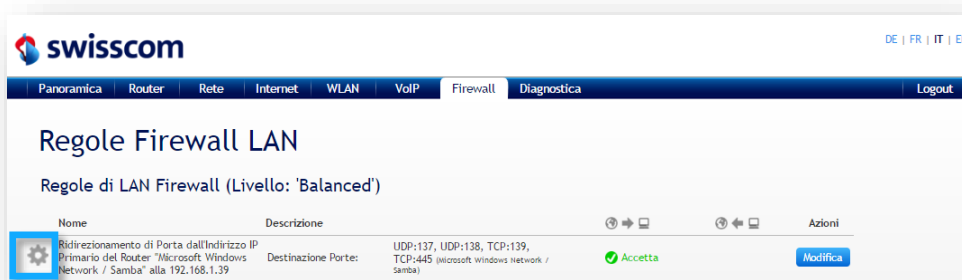 swisscom
DE | FR | IT | E
Panoramica Router Rete Internet WLAN VoIP Firewall Diagnostica Logout
Regole Firewall LAN
Regole di LAN Firewall (Livello: 'Balanced')
Nome Descrizione Azioni
Ridirezionamento di Porta dall'Indirizzo IP
Primario del Router "Microsoft Windows
Network / Samba" alla 192.168.1.39
Destinazione Porte:
UDP:137, UDP:138, TCP:139,
TCP:445 (Microsoft Windows Network /
Samba)
Accetta
Modifica